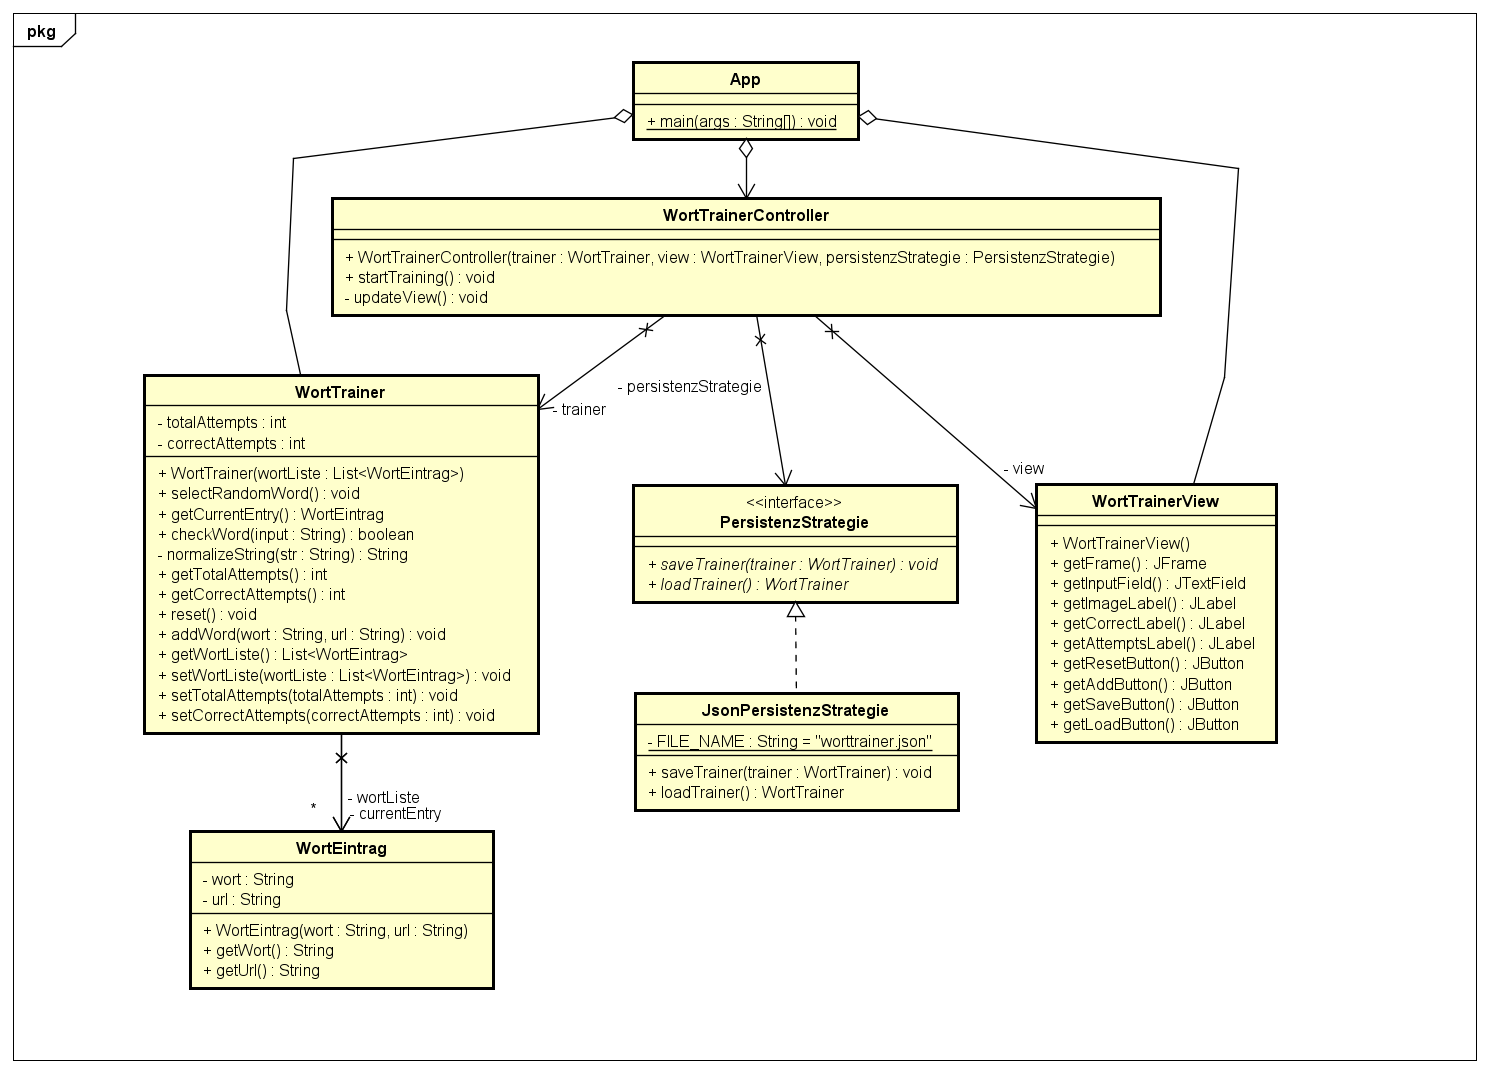 pkg
App
+ main(args : String[]) : void
WortTrainerController
+ WortTrainerController(trainer : WortTrainer, view : WortTrainerView, persistenzStrategie : PersistenzStrategie)
+ startTraining() : void
- updateView() : void
- persistenzStrategie
- trainer
- view
WortTrainer
- totalAttempts : int
- correctAttempts : int
+ WortTrainer(wortListe : List<WortEintrag>)
+ selectRandomWord() : void
+ getCurrentEntry() : WortEintrag
+ checkWord(input : String) : boolean
- normalizeString(str : String) : String
+ getTotalAttempts() : int
+ getCorrectAttempts() : int
+ reset() : void
+ addWord(wort : String, url : String) : void
+ getWortListe() : List<WortEintrag>
+ setWortListe(wortListe : List<WortEintrag>) : void
+ setTotalAttempts(totalAttempts : int) : void
+ setCorrectAttempts(correctAttempts : int) : void
<<interface>>
PersistenzStrategie
+ saveTrainer(trainer : WortTrainer) : void
+ loadTrainer() : WortTrainer
WortTrainerView
+ WortTrainerView()
+ getFrame() : JFrame
+ getInputField() : JTextField
+ getImageLabel() : JLabel
+ getCorrectLabel() : JLabel
+ getAttemptsLabel() : JLabel
+ getResetButton() : JButton
+ getAddButton() : JButton
+ getSaveButton() : JButton
+ getLoadButton() : JButton
JsonPersistenzStrategie
- FILE_NAME : String = "worttrainer.json"
+ saveTrainer(trainer : WortTrainer) : void
+ loadTrainer() : WortTrainer
- wortListe
*
- currentEntry
WortEintrag
- wort : String
- url : String
+ WortEintrag(wort : String, url : String)
+ getWort() : String
+ getUrl() : String